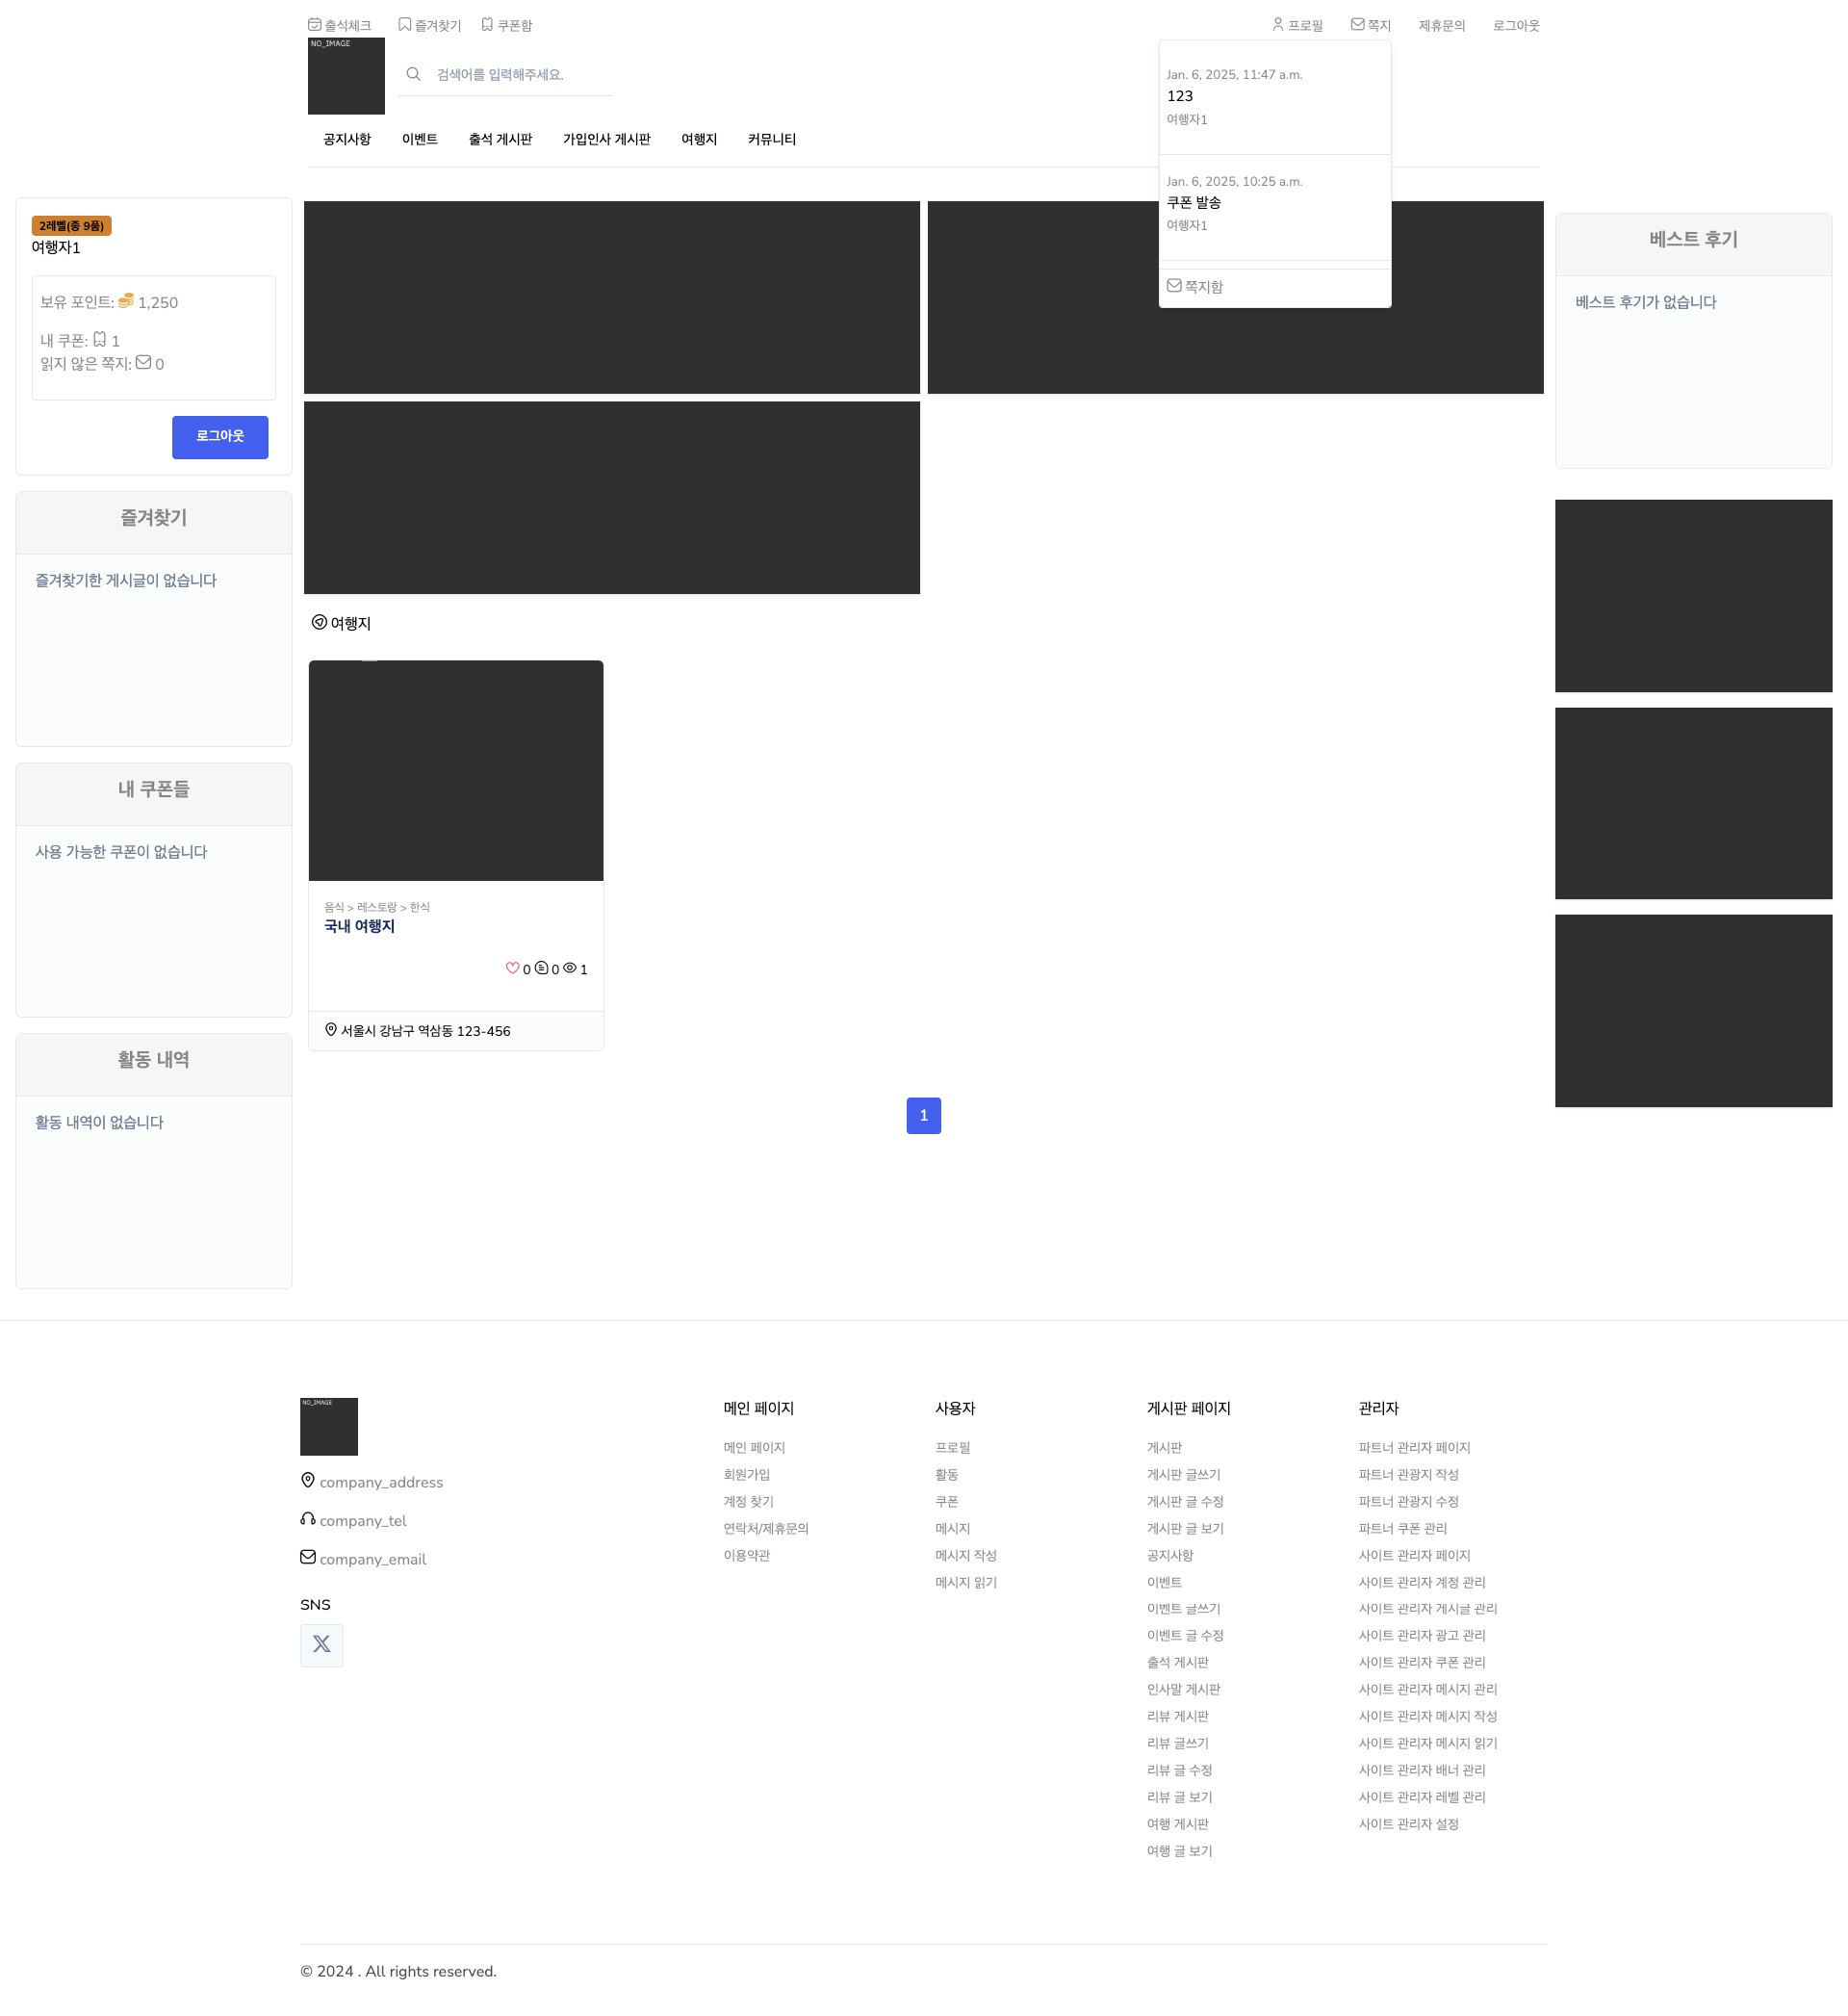 출석체크 즐겨찾기 쿠폰함 프로필 쪽지 제휴문의 로그아웃
NO_IMAGE
검색어를 입력해주세요.
공지사항 이벤트 출석 게시판 가입인사 게시판 여행지 커뮤니티
Jan. 6, 2025, 11:47 a.m.
123
여행자1
Jan. 6, 2025, 10:25 a.m.
쿠폰 발송
여행자1
쪽지함
2레벨(종 9품)
여행자1
보유 포인트: 1,250
내 쿠폰: 1
읽지 않은 쪽지: 0
로그아웃
즐겨찾기
즐겨찾기한 게시글이 없습니다
내 쿠폰들
사용 가능한 쿠폰이 없습니다
활동 내역
활동 내역이 없습니다
여행지
음식 > 레스토랑 > 한식
국내 여행지
0 0 1
서울시 강남구 역삼동 123-456
1
베스트 후기
베스트 후기가 없습니다
NO_IMAGE
company_address
company_tel
company_email
SNS
메인 페이지
메인 페이지
회원가입
계정 찾기
연락처/제휴문의
이용약관
사용자
프로필
활동
쿠폰
메시지
메시지 작성
메시지 읽기
게시판 페이지
게시판
게시판 글쓰기
게시판 글 수정
게시판 글 보기
공지사항
이벤트
이벤트 글쓰기
이벤트 글 수정
출석 게시판
인사말 게시판
리뷰 게시판
리뷰 글쓰기
리뷰 글 수정
리뷰 글 보기
여행 게시판
여행 글 보기
관리자
파트너 관리자 페이지
파트너 관광지 작성
파트너 관광지 수정
파트너 쿠폰 관리
사이트 관리자 페이지
사이트 관리자 계정 관리
사이트 관리자 게시글 관리
사이트 관리자 광고 관리
사이트 관리자 쿠폰 관리
사이트 관리자 메시지 관리
사이트 관리자 메시지 작성
사이트 관리자 메시지 읽기
사이트 관리자 배너 관리
사이트 관리자 레벨 관리
사이트 관리자 설정
© 2024 . All rights reserved.